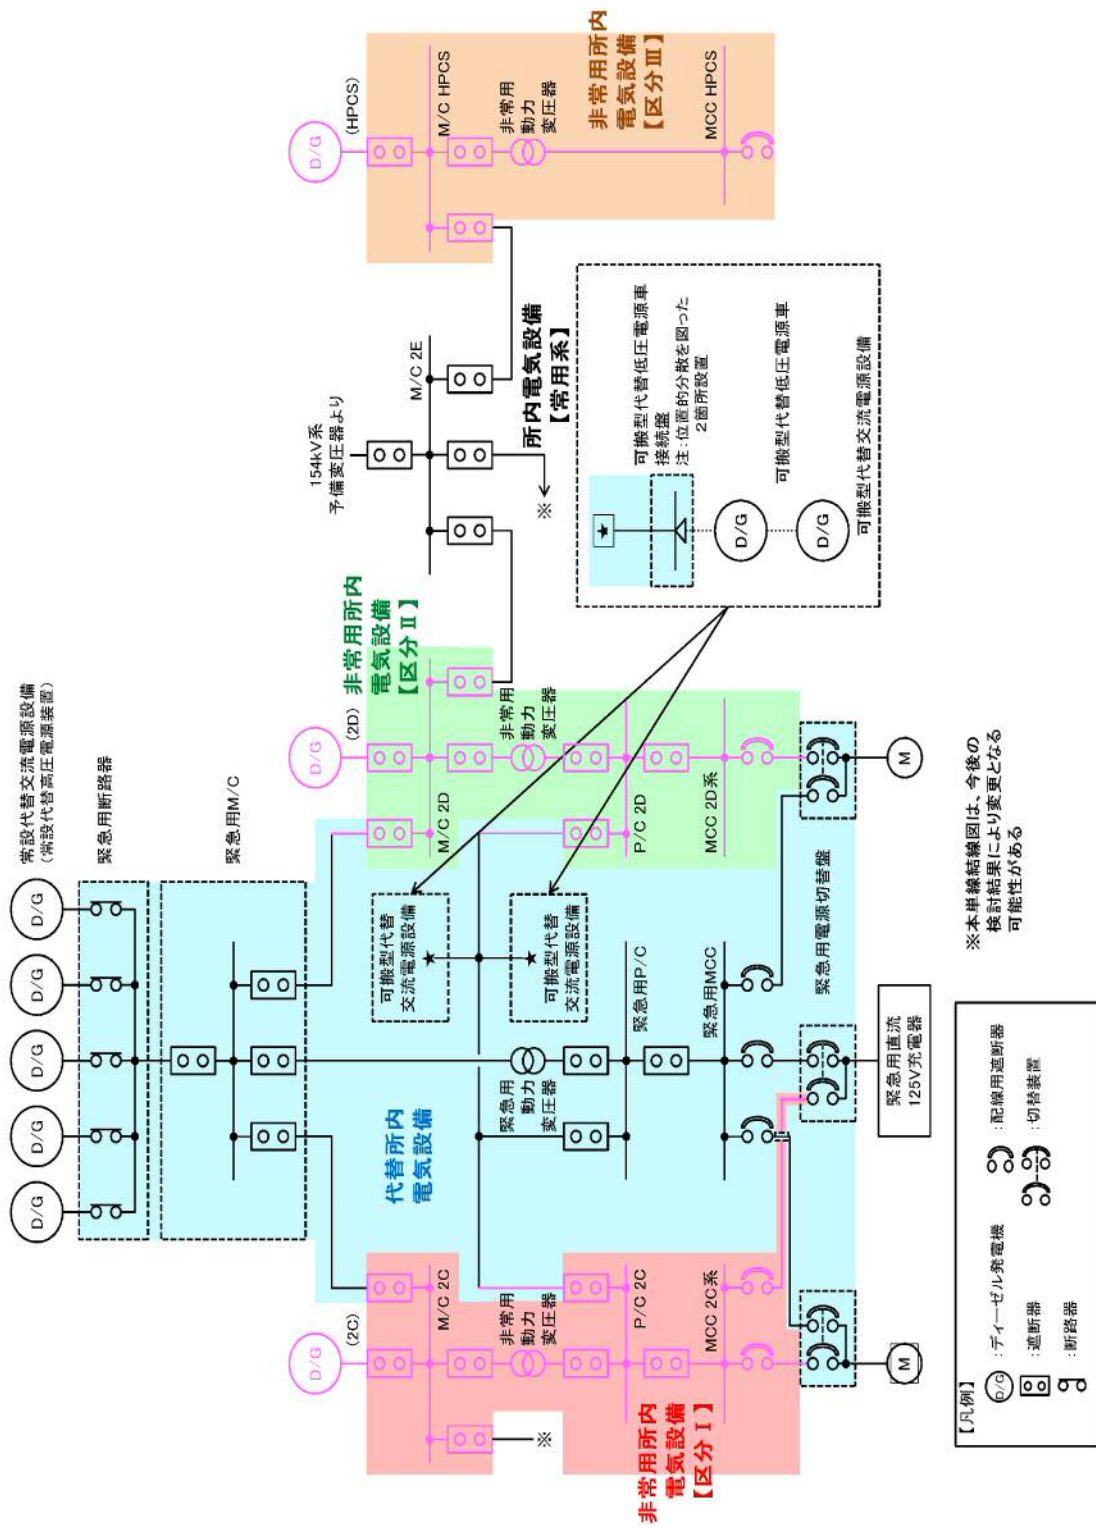 常設代替交流電源設備
(常設代替高圧電源装置)
D/G
D/G
D/G
D/G
D/G
緊急用断路器
緊急用M/C
非常用所内
電気設備
【区分Ⅱ】
154kV系
予備変圧器より
D/G
(2C)
D/G
(2D)
D/G
(HPCS)
M/C 2C
M/C 2D
M/C 2E
M/C HPCS
代替所内
電気設備
可搬型代替
交流電源設備
★
可搬型代替
交流電源設備
★
非常用
動力
変圧器
緊急用
動力
変圧器
非常用
動力
変圧器
非常用
動力
変圧器
※
※
所内電気設備
【常用系】
非常用所内
電気設備
【区分Ⅲ】
P/C 2C
緊急用P/C
P/C 2D
MCC 2C系
緊急用MCC
MCC 2D系
MCC HPCS
非常用所内
電気設備
【区分Ⅰ】
★
可搬型代替低圧電源車
接続盤
注:位置的分散を図った
2箇所設置
D/G
D/G
可搬型代替低圧電源車
可搬型代替交流電源設備
緊急用電源切替盤
M
緊急用直流
125V充電器
M
※本単線結線図は、今後の
検討結果により変更となる
可能性がある
【凡例】
D/G :ディーゼル発電機
:遮断器
:断路器
:配線用遮断器
:切替装置